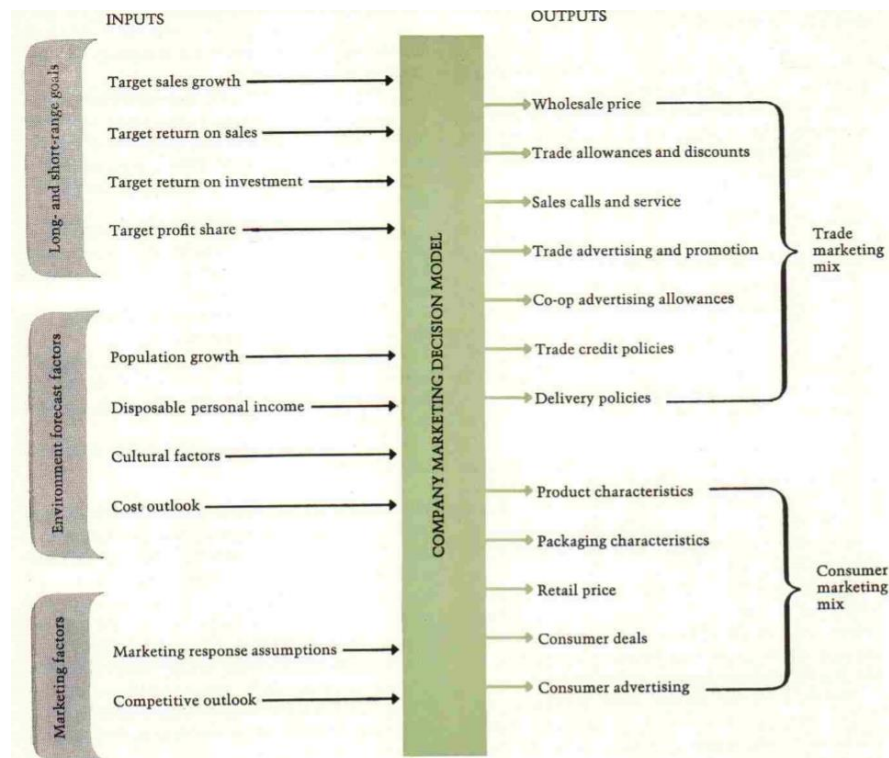 INPUTS
OUTPUTS
Long- and short-range goals
Target sales growth
Target return on sales
Target return on investment
Target profit share
Environment forecast factors
Population growth
Disposable personal income
Cultural factors
Cost outlook
Marketing factors
Marketing response assumptions
Competitive outlook
COMPANY MARKETING DECISION MODEL
Wholesale price
Trade allowances and discounts
Sales calls and service
Trade advertising and promotion
Co-op advertising allowances
Trade credit policies
Delivery policies
Trade
marketing
mix
Product characteristics
Packaging characteristics
Retail price
Consumer deals
Consumer advertising
Consumer
marketing
mix